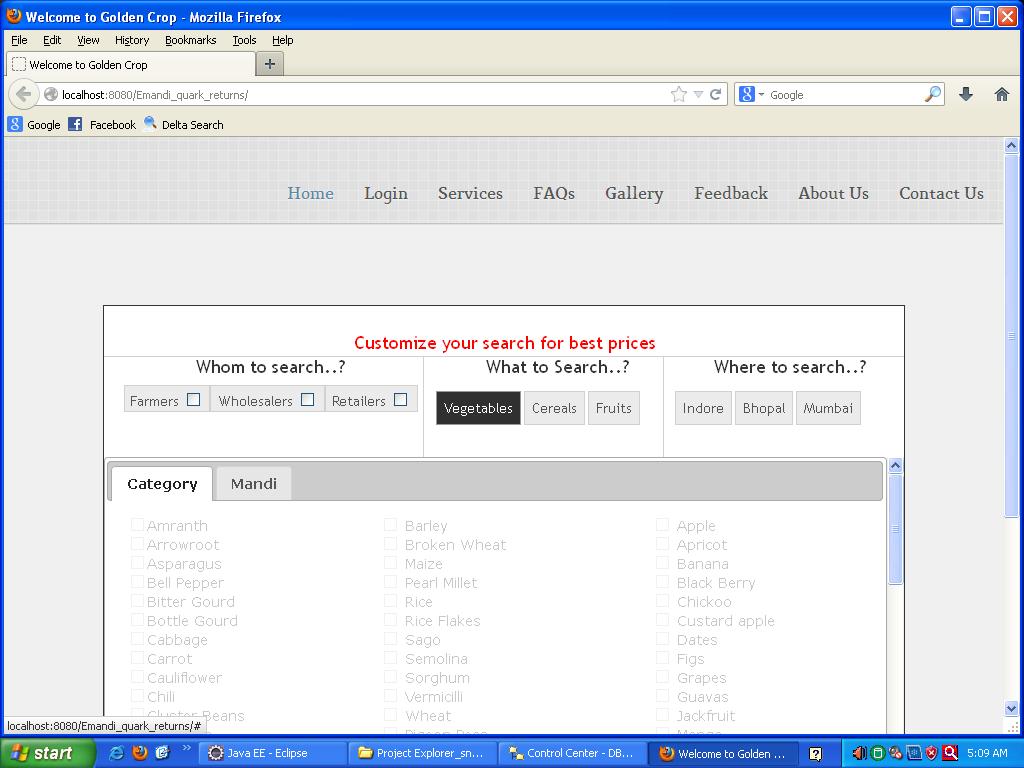 Welcome to Golden Crop - Mozilla Firefox
File Edit View History Bookmarks Tools Help
Welcome to Golden Crop
localhost:8080/Emandi_quark_returns/ Google
Google Facebook Delta Search
Home Login Services FAQs Gallery Feedback About Us Contact Us
Customize your search for best prices
Whom to search..? What to Search..? Where to search..?
Farmers Wholesalers Retailers Vegetables Cereals Fruits Indore Bhopal Mumbai
Category Mandi
Amranth Barley Apple
Arrowroot Broken Wheat Apricot
Asparagus Maize Banana
Bell Pepper Pearl Millet Black Berry
Bitter Gourd Rice Chickoo
Bottle Gourd Rice Flakes Custard apple
Cabbage Sago Dates
Carrot Semolina Figs
Cauliflower Sorghum Grapes
Chili Vermicilli Guavas
Cluster Beans Wheat Jackfruit
localhost:8080/Emandi_quark_returns/#
start Java EE - Eclipse Project Explorer_sn... Control Center - DB... Welcome to Golden ... 5:09 AM